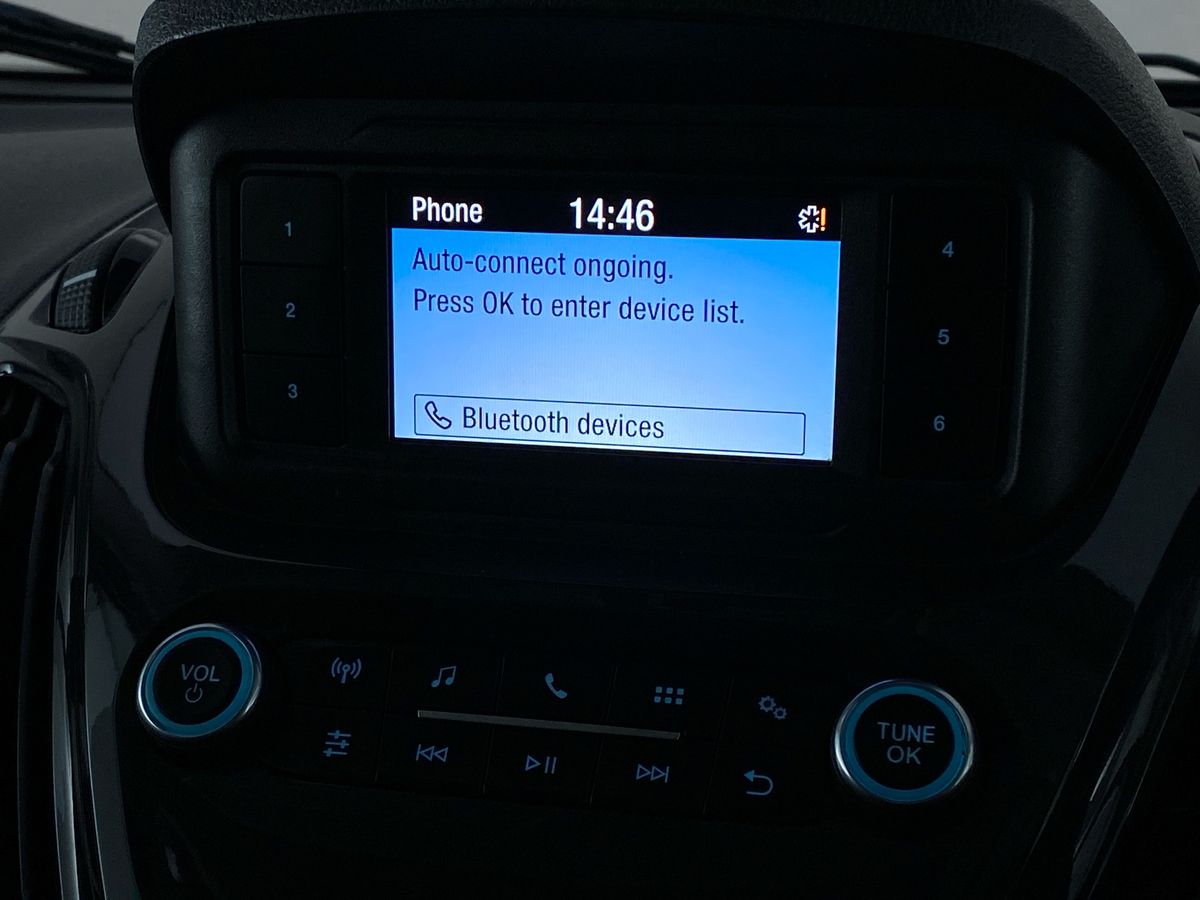 Phone 14:46
Auto-connect ongoing.
Press OK to enter device list.
Bluetooth devices
1
2
3
4
5
6
VOL
TUNE
OK